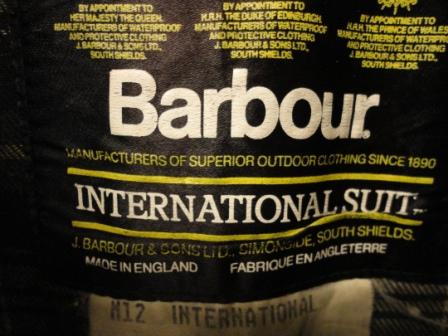 BY APPOINTMENT TO
HER MAJESTY THE QUEEN.
MANUFACTURERS OF WATERPROOF
AND PROTECTIVE CLOTHING
J. BARBOUR & SONS LTD.,
SOUTH SHIELDS.
BY APPOINTMENT TO
H.R.H. THE DUKE OF EDINBURGH.
MANUFACTURERS OF WATERPROOF
AND PROTECTIVE CLOTHING
J. BARBOUR & SONS LTD.,
SOUTH SHIELDS.
BY APPOINTMENT TO
H.R.H. THE PRINCE OF WALES
MANUFACTURERS OF WATERPROOF
AND PROTECTIVE CLOTHING
J. BARBOUR & SONS LTD.,
SOUTH SHIELDS.
Barbour.
MANUFACTURERS OF SUPERIOR OUTDOOR CLOTHING SINCE 1890
INTERNATIONAL SUIT
J. BARBOUR & SONS LTD., SIMONSIDE, SOUTH SHIELDS.
MADE IN ENGLAND FABRIQUE EN ANGLETERRE
M12 INTERNATIONAL